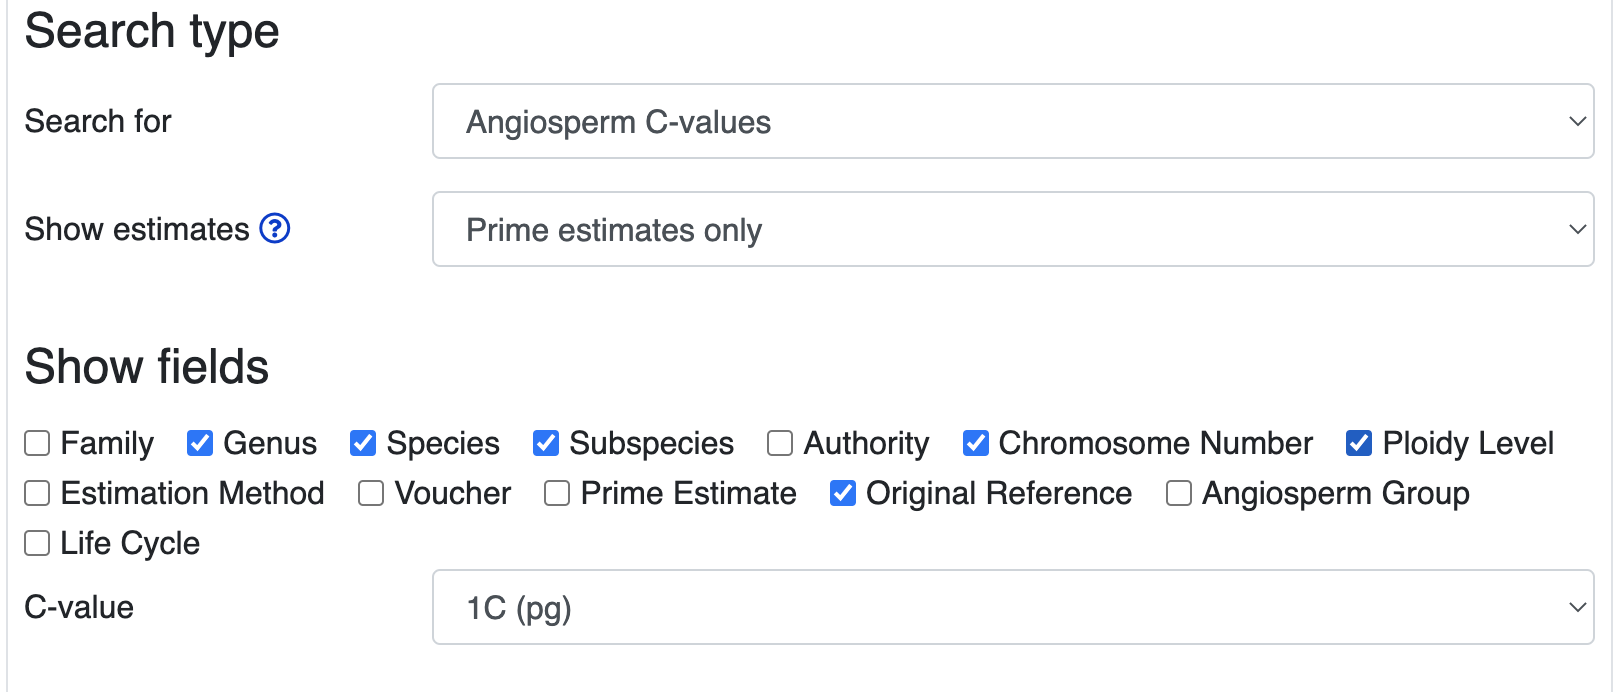 Search type
Search for
Angiosperm C-values
Show estimates ?
Prime estimates only
Show fields
Family Genus Species Subspecies Authority Chromosome Number Ploidy Level
Estimation Method Voucher Prime Estimate Original Reference Angiosperm Group
Life Cycle
C-value
1C (pg)